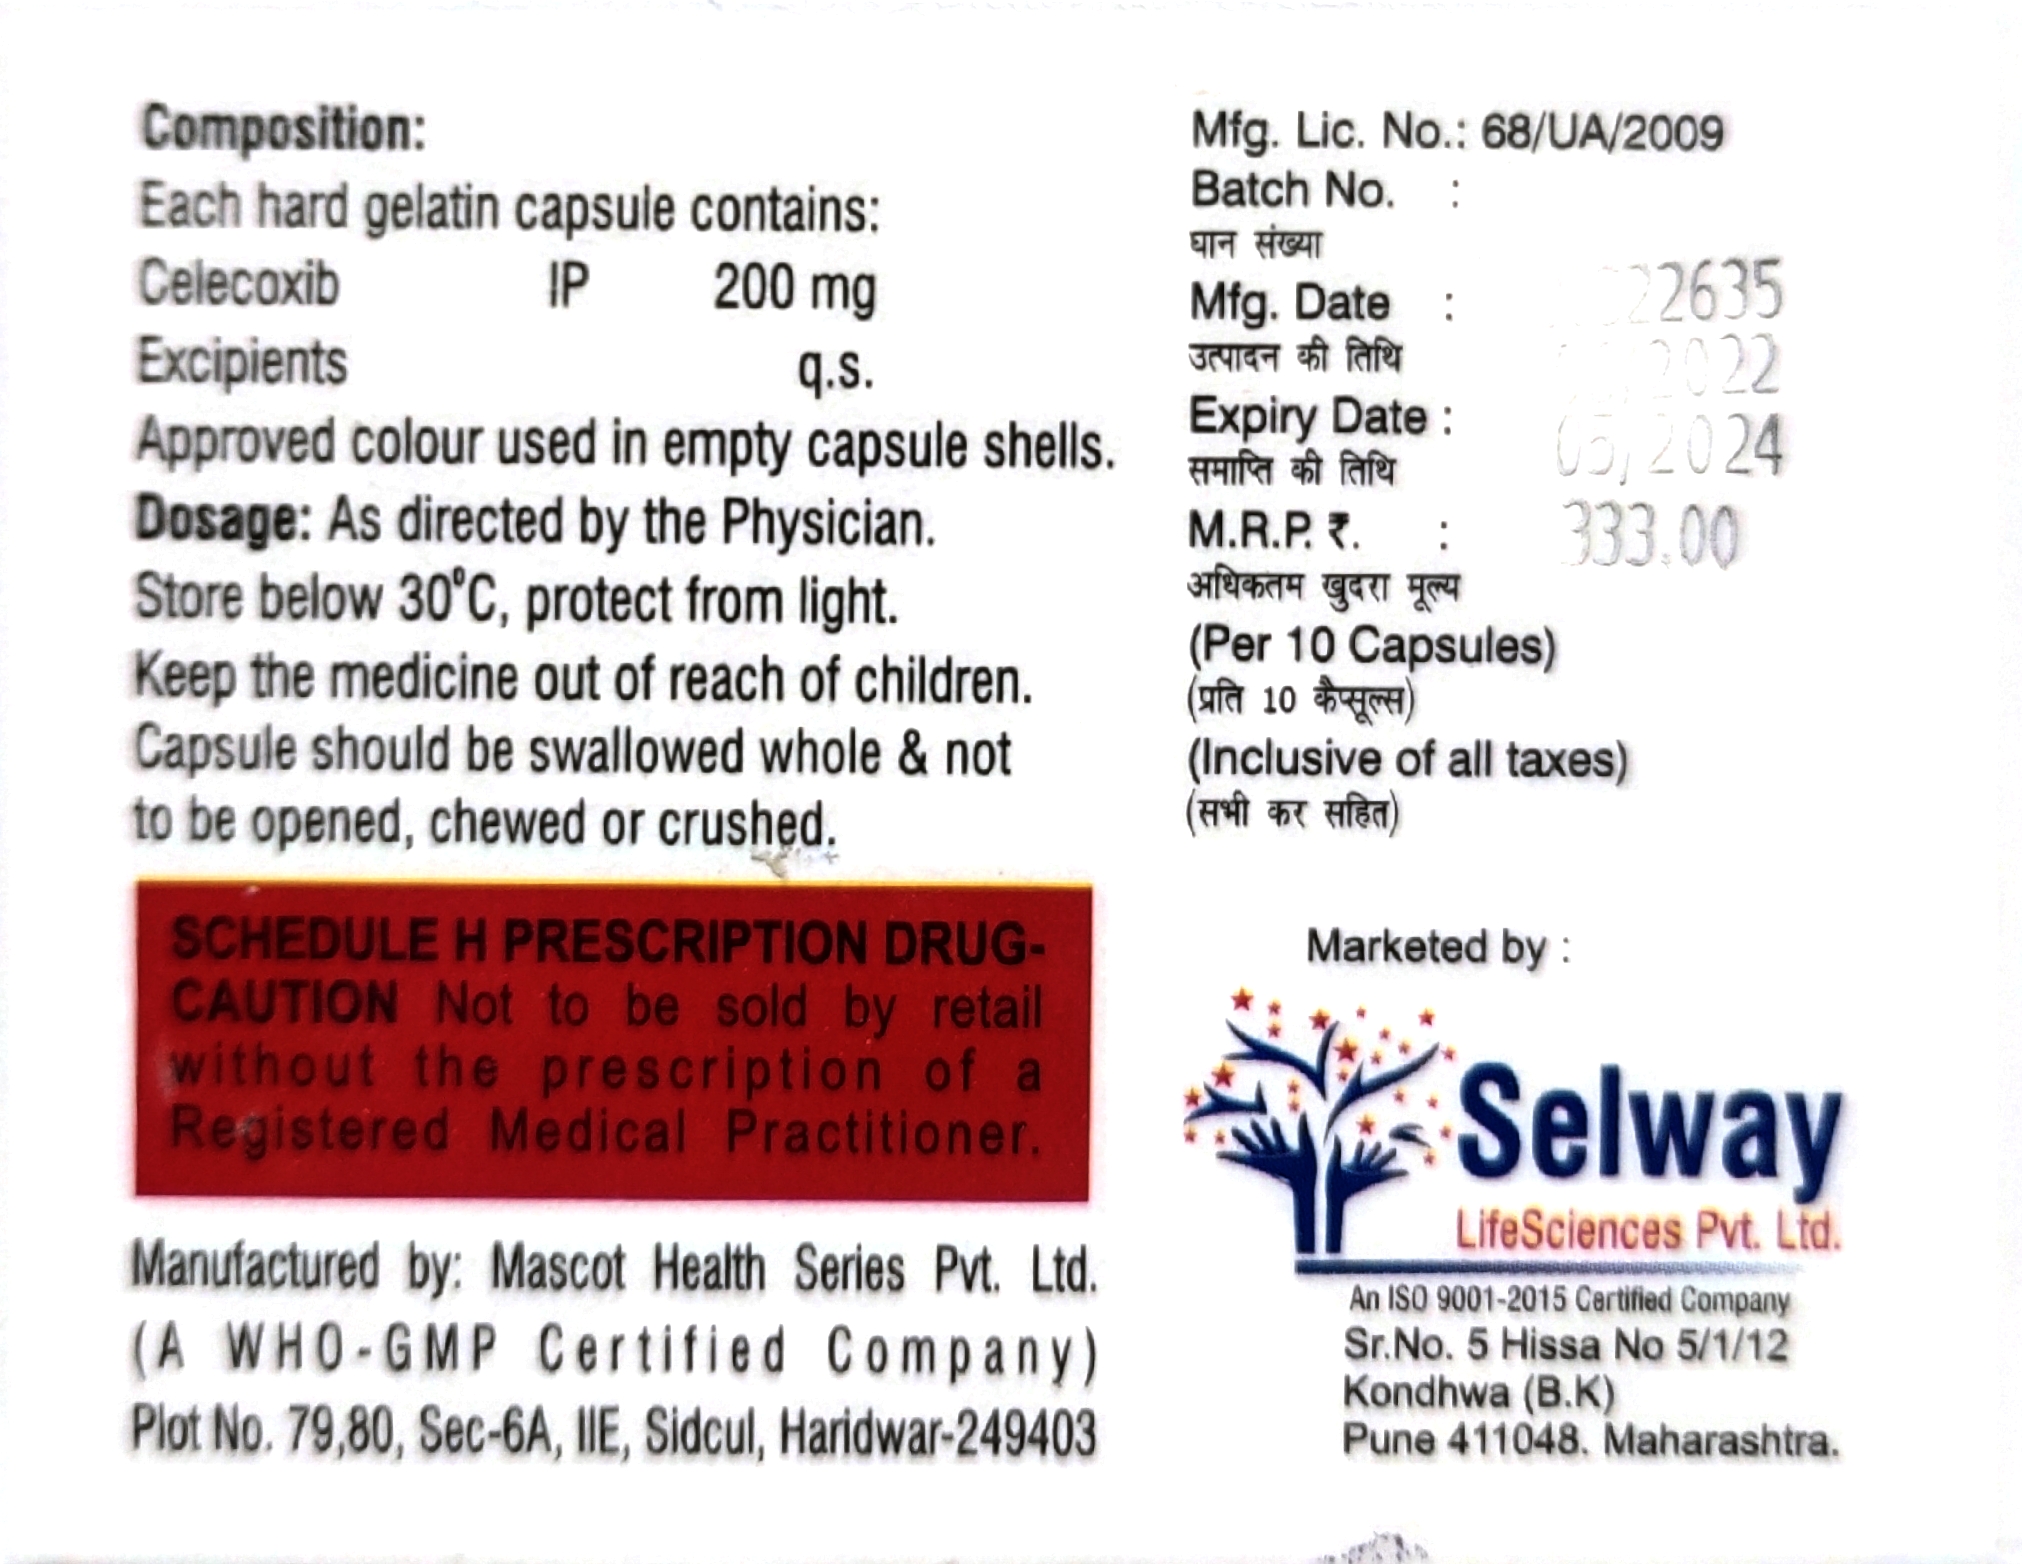 Composition:
Each hard gelatin capsule contains:
Celecoxib IP 200 mg
Excipients q.s.
Approved colour used in empty capsule shells.
Dosage: As directed by the Physician.
Store below 30°C, protect from light.
Keep the medicine out of reach of children.
Capsule should be swallowed whole & not
to be opened, chewed or crushed.
SCHEDULE H PRESCRIPTION DRUG-
CAUTION Not to be sold by retail
without the prescription of a
Registered Medical Practitioner.
Manufactured by: Mascot Health Series Pvt. Ltd.
(A WHO-GMP Certified Company)
Plot No. 79,80, Sec-6A, IIE, Sidcul, Haridwar-249403
Mfg. Lic. No.: 68/UA/2009
Batch No. :
घान संख्या
Mfg. Date :
उत्पादन की तिथि
Expiry Date : 05/2024
समाप्ति की तिथि
M.R.P. ₹. : 333.00
अधिकतम खुदरा मूल्य
(Per 10 Capsules)
(प्रति 10 कैप्सूल्स)
(Inclusive of all taxes)
(सभी कर सहित)
Marketed by :
Selway
LifeSciences Pvt. Ltd.
An ISO 9001-2015 Certified Company
Sr.No. 5 Hissa No 5/1/12
Kondhwa (B.K)
Pune 411048. Maharashtra.